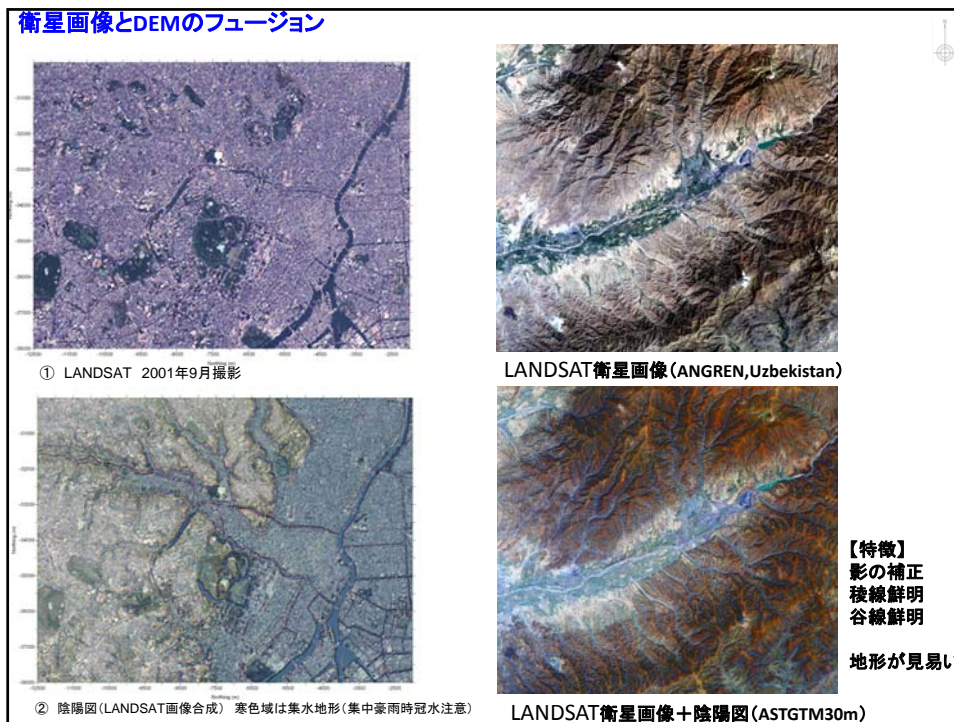 衛星画像とDEMのフュージョン
① LANDSAT 2001年9月撮影
LANDSAT衛星画像(ANGREN,Uzbekistan)
② 陰陽図(LANDSAT画像合成) 寒色域は集水地形(集中豪雨時冠水注意)
LANDSAT衛星画像+陰陽図(ASTGTM30m)
【特徴】
影の補正
稜線鮮明
谷線鮮明
地形が見易い